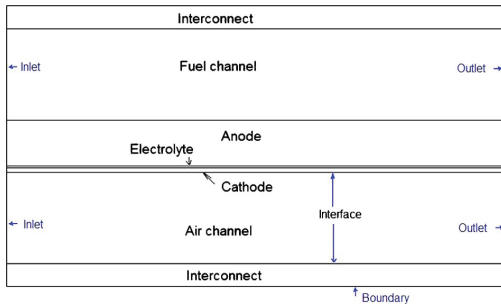 Interconnect
Inlet
Fuel channel
Outlet
Anode
Electrolyte
Cathode
Interface
Inlet
Air channel
Outlet
Interconnect
Boundary